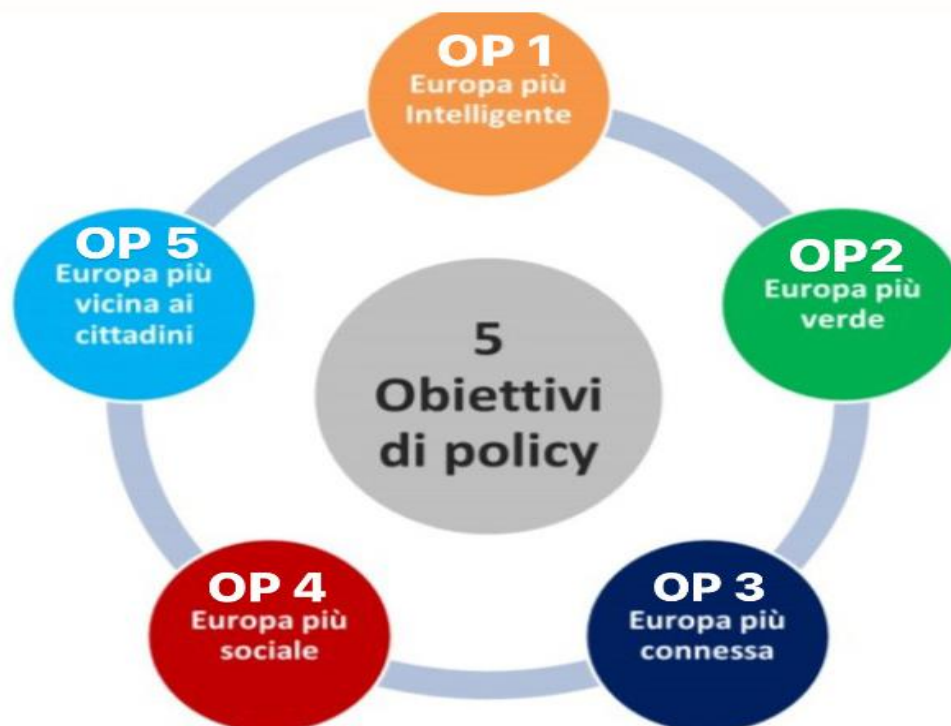 OP 1
Europa più
Intelligente
OP 5
Europa più
vicina ai
cittadini
OP2
Europa più
verde
5
Obiettivi
di policy
OP 4
Europa più
sociale
OP 3
Europa più
connessa